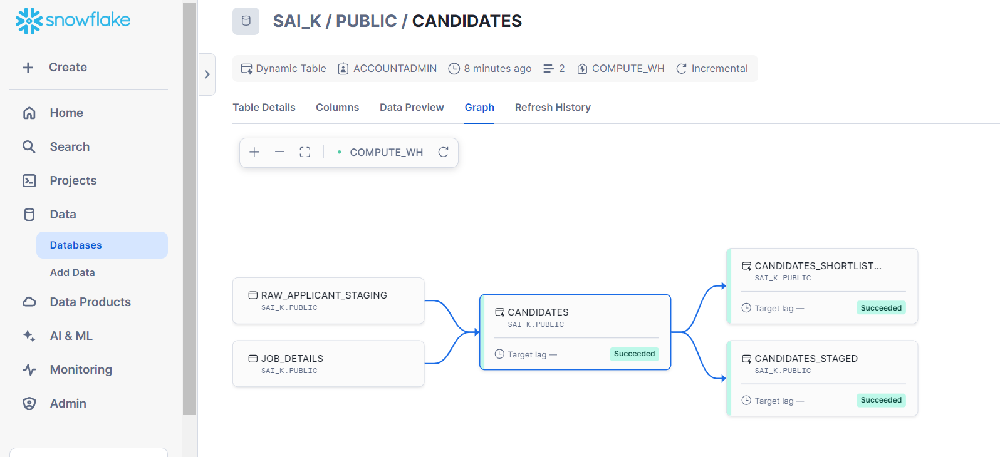 snowflake
Create
Home
Search
Projects
Data
Databases
Add Data
Data Products
AI & ML
Monitoring
Admin
SAI_K / PUBLIC / CANDIDATES
Dynamic Table ACCOUNTADMIN 8 minutes ago 2 COMPUTE_WH Incremental
Table Details Columns Data Preview Graph Refresh History
COMPUTE_WH
RAW_APPLICANT_STAGING
SAI_K.PUBLIC
JOB_DETAILS
SAI_K.PUBLIC
CANDIDATES
SAI_K.PUBLIC
Target lag — Succeeded
CANDIDATES_SHORTLIST...
SAI_K.PUBLIC
Target lag — Succeeded
CANDIDATES_STAGED
SAI_K.PUBLIC
Target lag — Succeeded